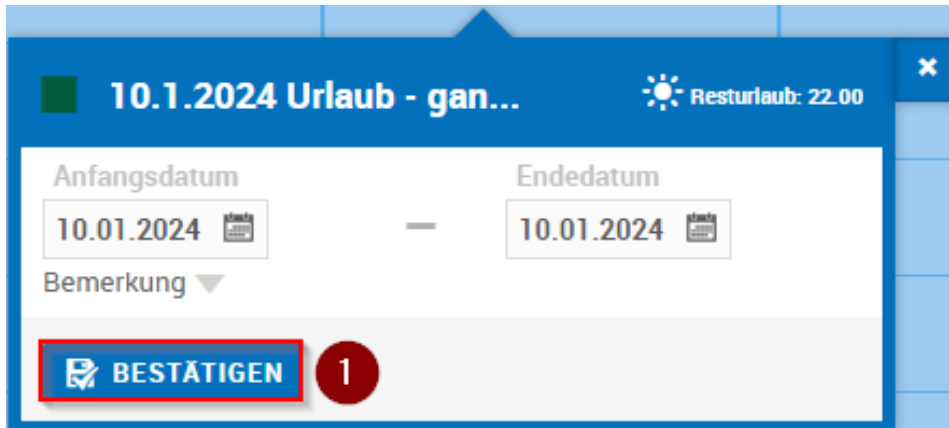 10.1.2024 Urlaub - gan... Resturlaub: 22.00
Anfangsdatum Endedatum
10.01.2024 – 10.01.2024
Bemerkung
BESTÄTIGEN 1